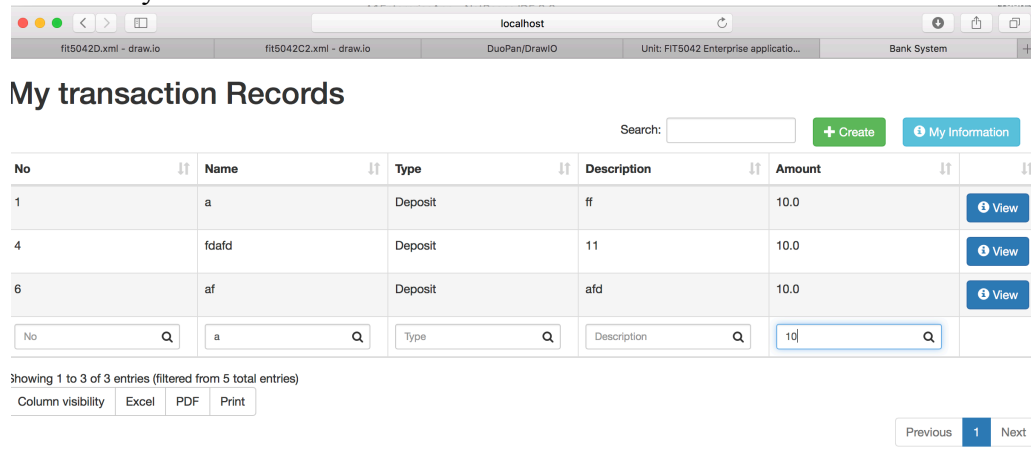 localhost
fit5042D.xml - draw.io fit5042C2.xml - draw.io DuoPan/DrawIO Unit: FIT5042 Enterprise applicatio... Bank System
My transaction Records
Search: Create My Information
No Name Type Description Amount
1 a Deposit ff 10.0 View
4 fdafd Deposit 11 10.0 View
6 af Deposit afd 10.0 View
No a Type Description 10
Showing 1 to 3 of 3 entries (filtered from 5 total entries)
Column visibility Excel PDF Print
Previous 1 Next